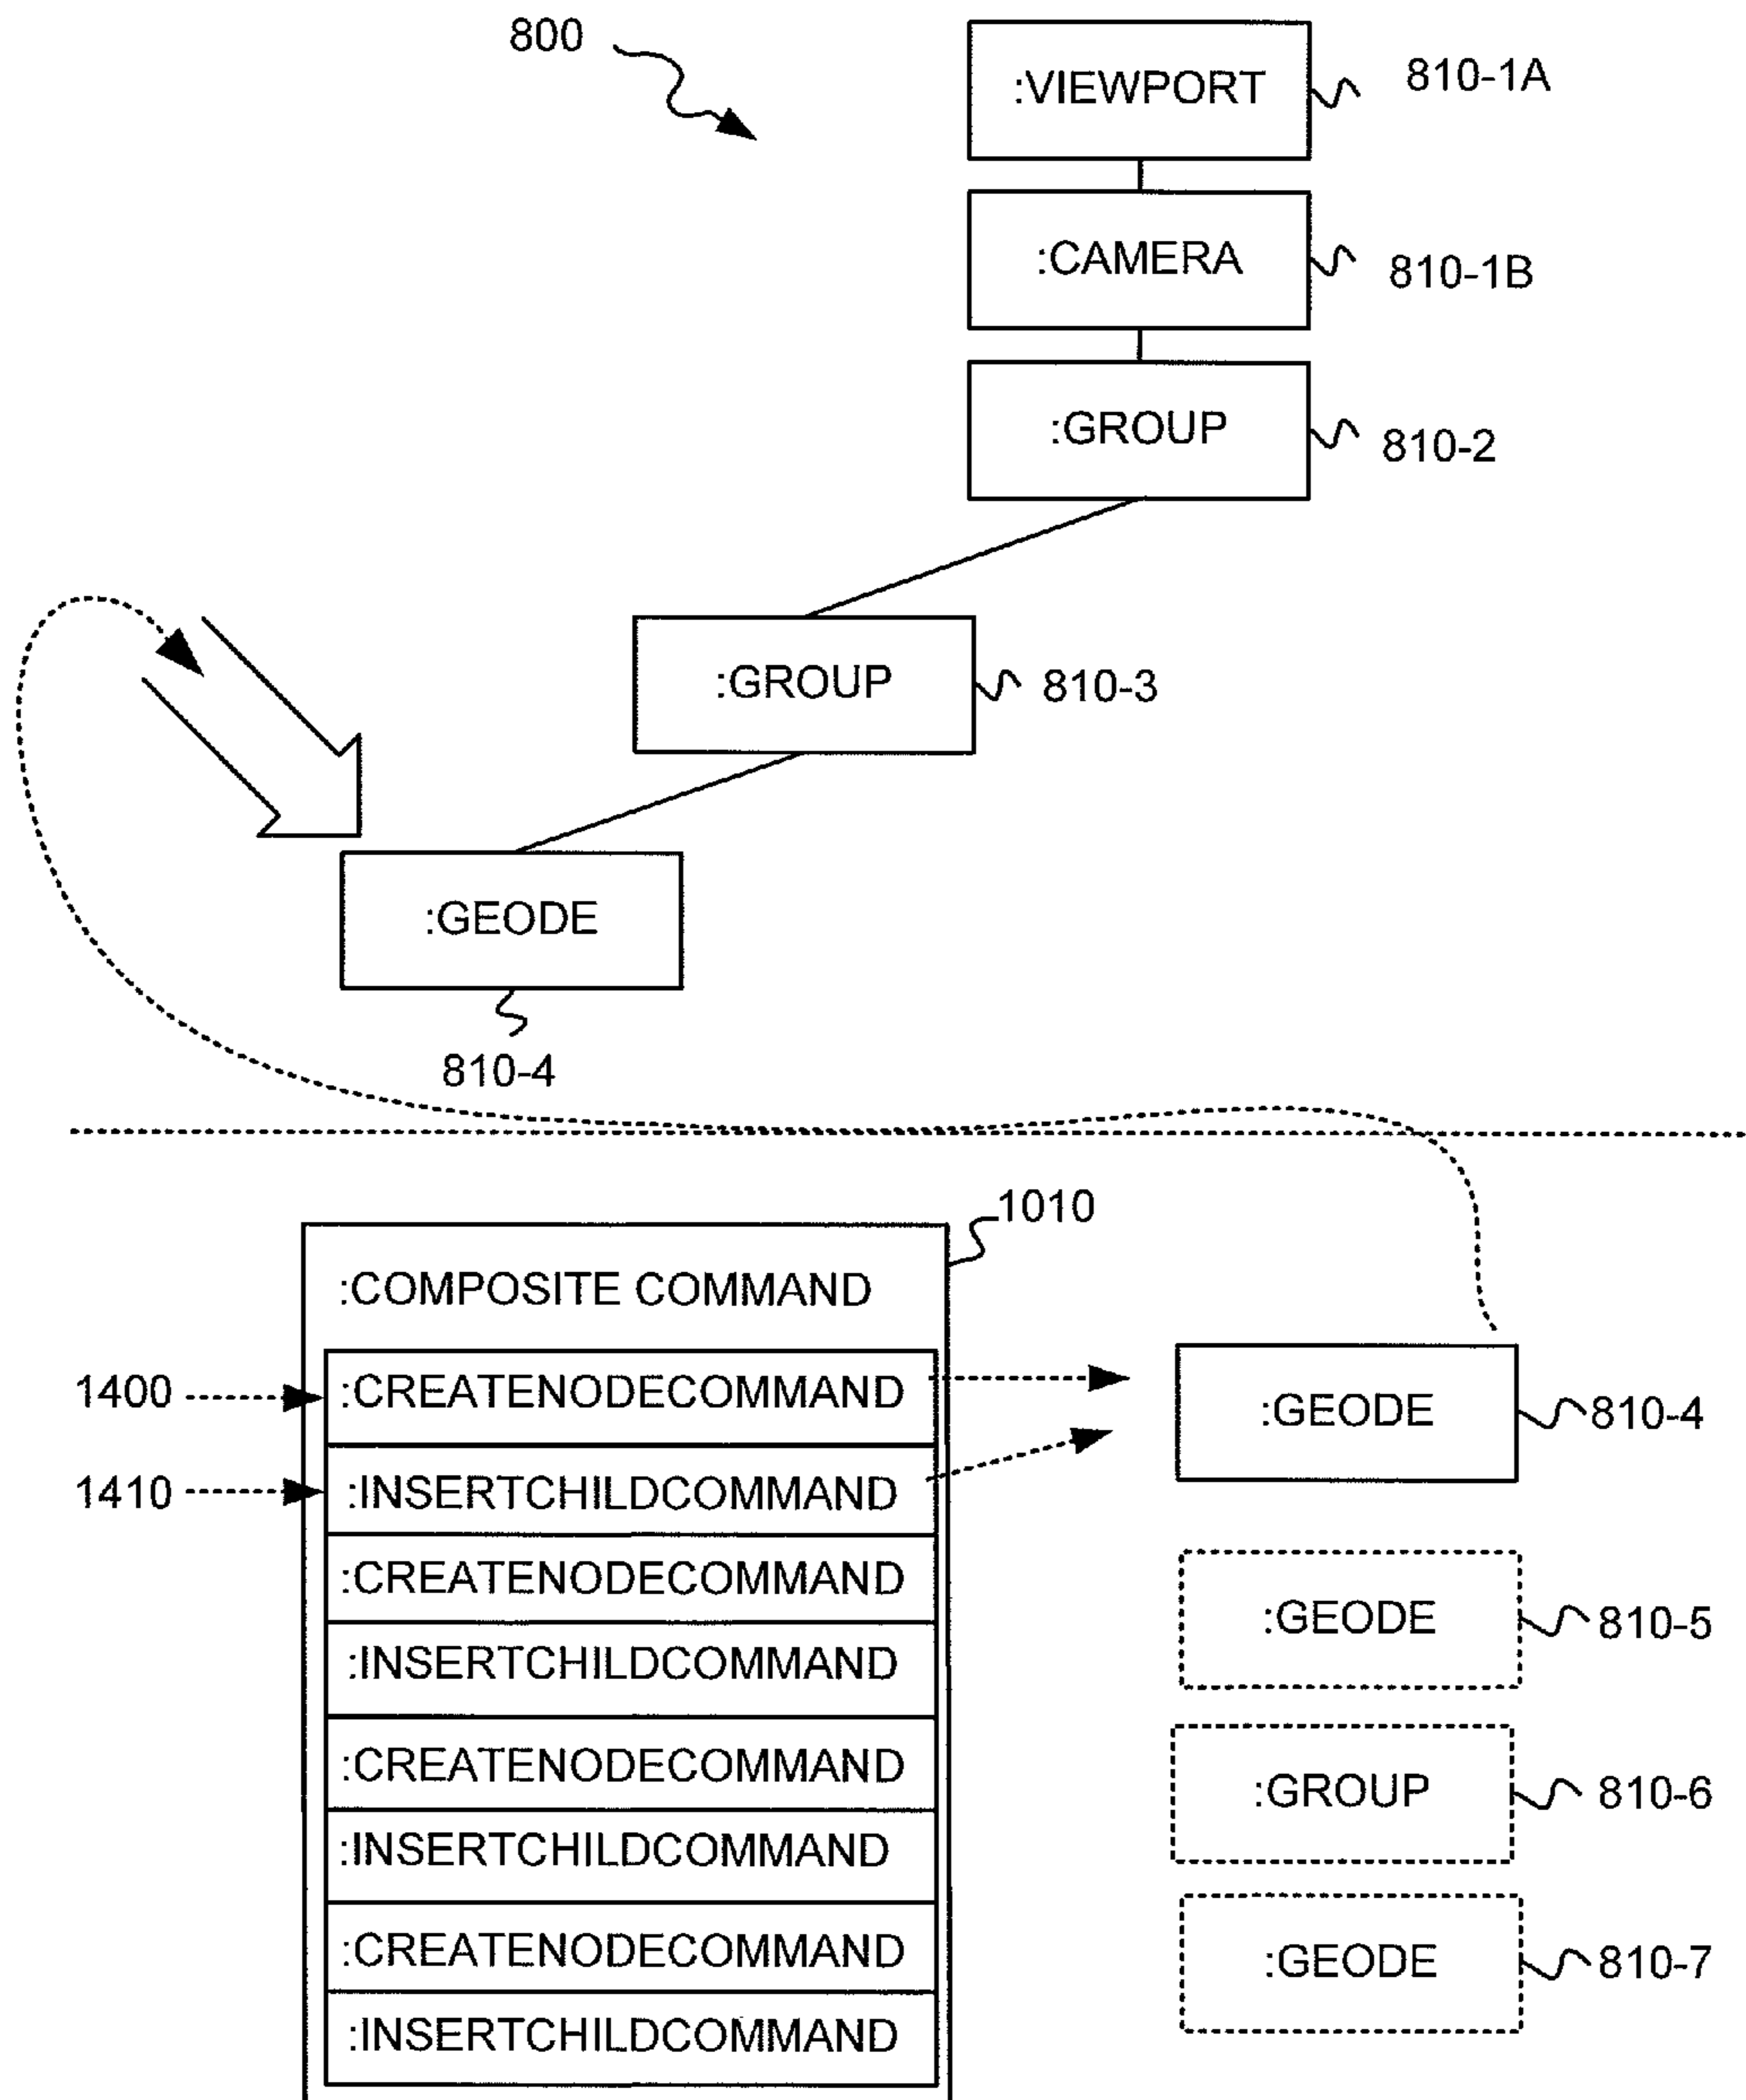 800
:VIEWPORT
810-1A
:CAMERA
810-1B
:GROUP
810-2
:GROUP
810-3
:GEODE
810-4
1010
:COMPOSITE COMMAND
1400
:CREATENODECOMMAND
1410
:INSERTCHILDCOMMAND
:CREATENODECOMMAND
:INSERTCHILDCOMMAND
:CREATENODECOMMAND
:INSERTCHILDCOMMAND
:CREATENODECOMMAND
:INSERTCHILDCOMMAND
:GEODE
810-4
:GEODE
810-5
:GROUP
810-6
:GEODE
810-7